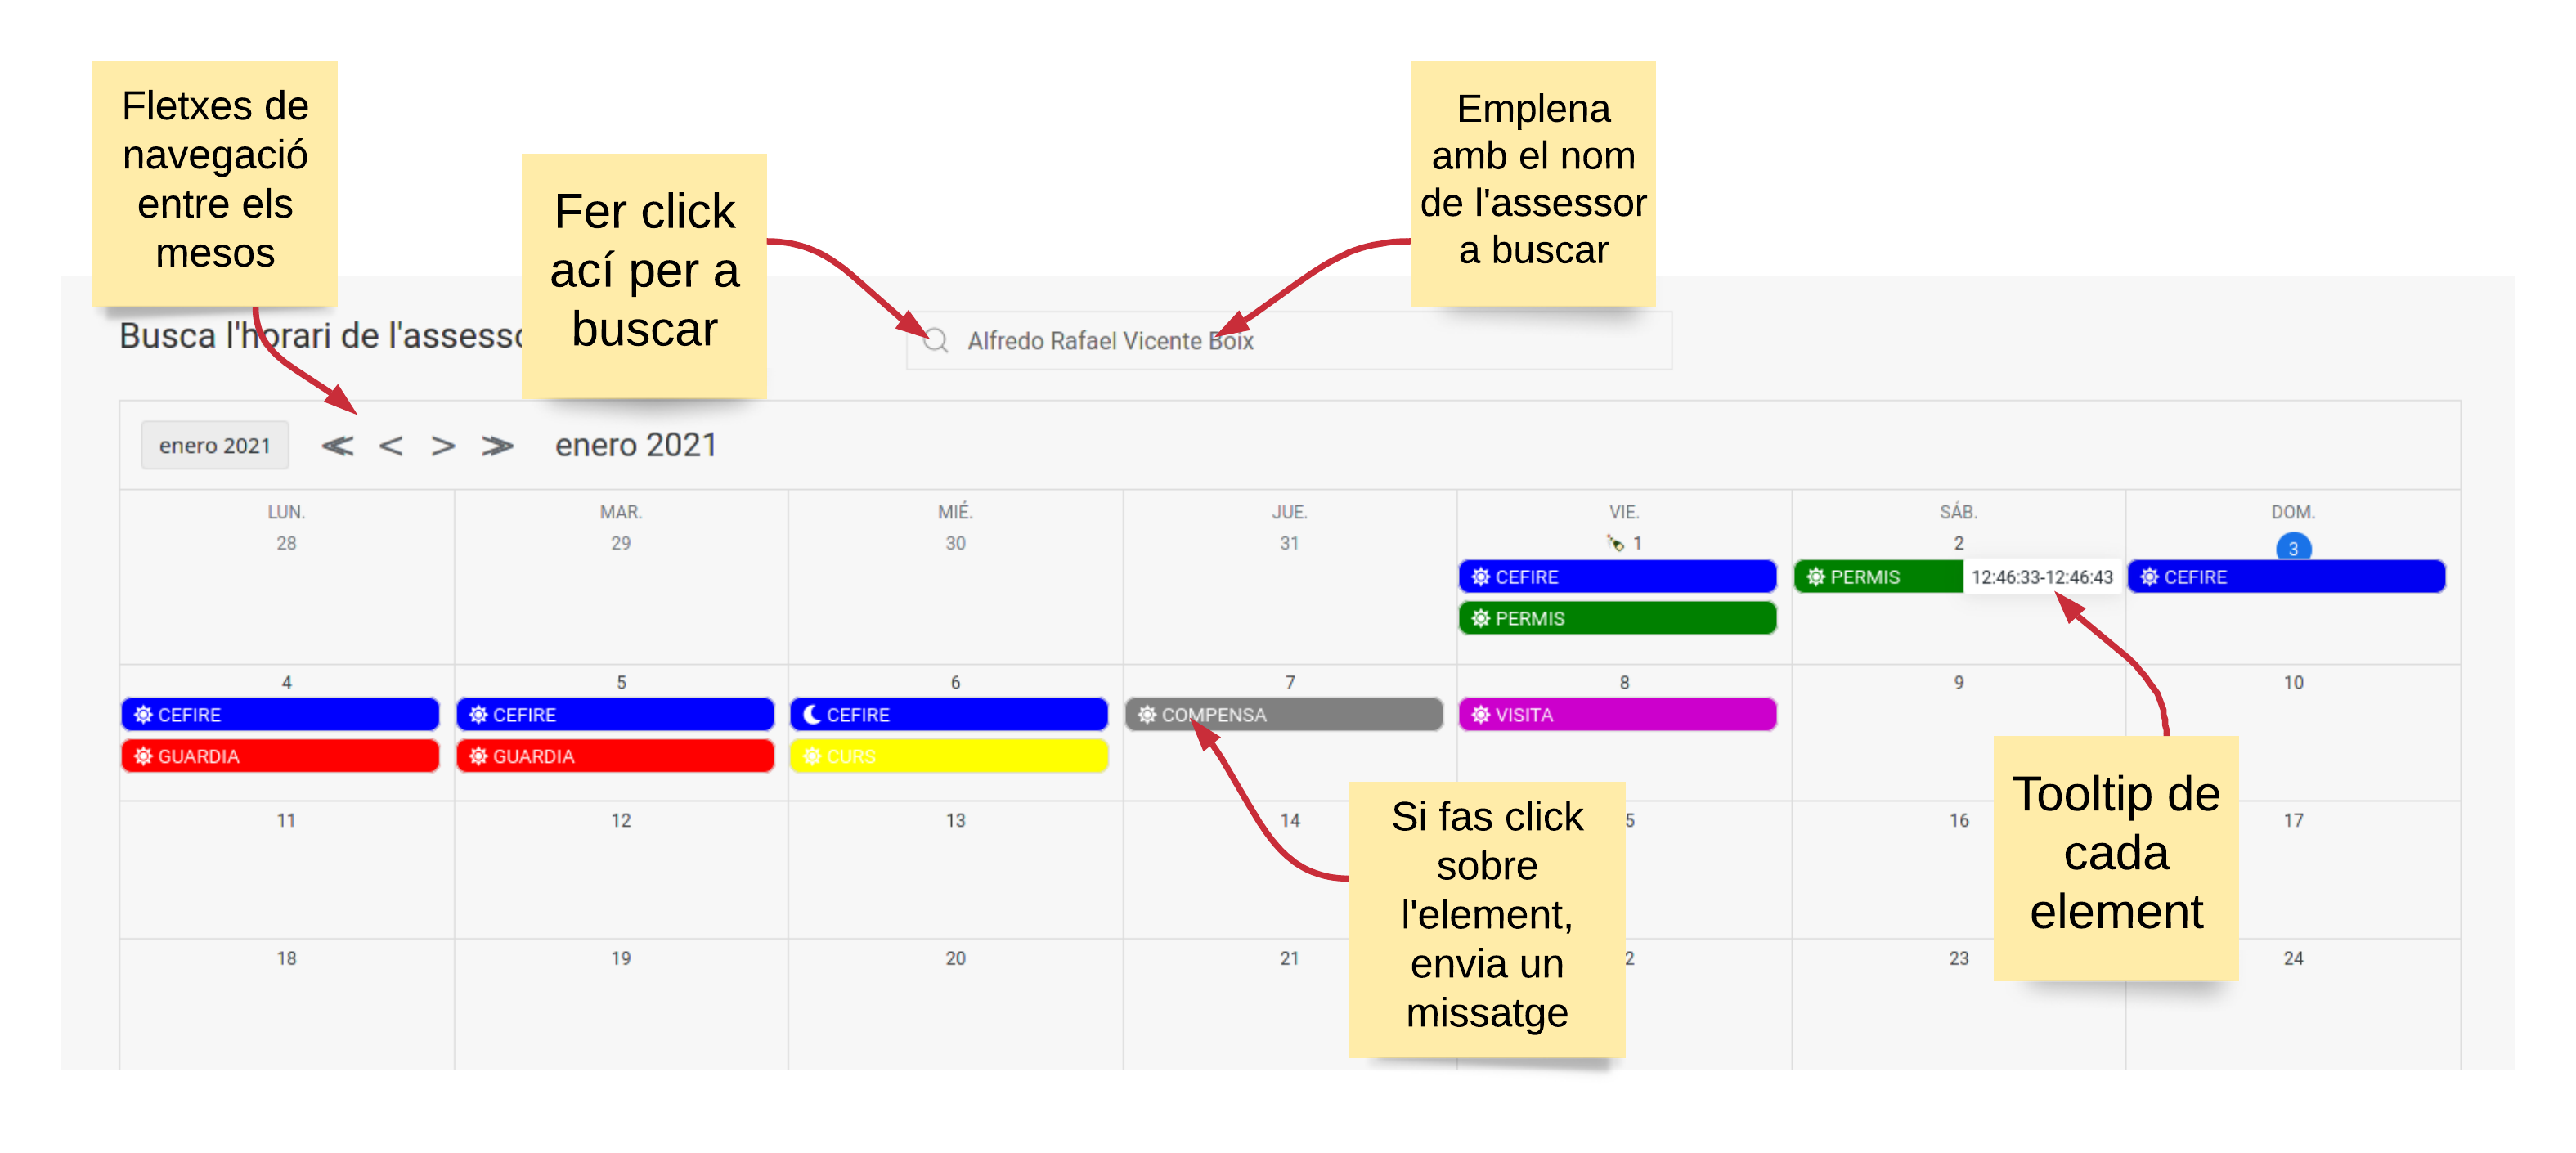 Fletxes de
navegació
entre els
mesos
Fer click
ací per a
buscar
Emplena
amb el nom
de l'assessor
a buscar
Busca l'horari de l'assesso
Alfredo Rafael Vicente Boix
enero 2021 ≪ < > ≫ enero 2021
LUN. MAR. MIÉ. JUE. VIE. SÁB. DOM.
28 29 30 31 1 2 3
CEFIRE PERMIS 12:46:33-12:46:43 CEFIRE
PERMIS
4 5 6 7 8 9 10
CEFIRE CEFIRE CEFIRE COMPENSA VISITA
GUARDIA GUARDIA CURS
11 12 13 14 5 16 17
18 19 20 21 2 23 24
Si fas click
sobre
l'element,
envia un
missatge
Tooltip de
cada
element